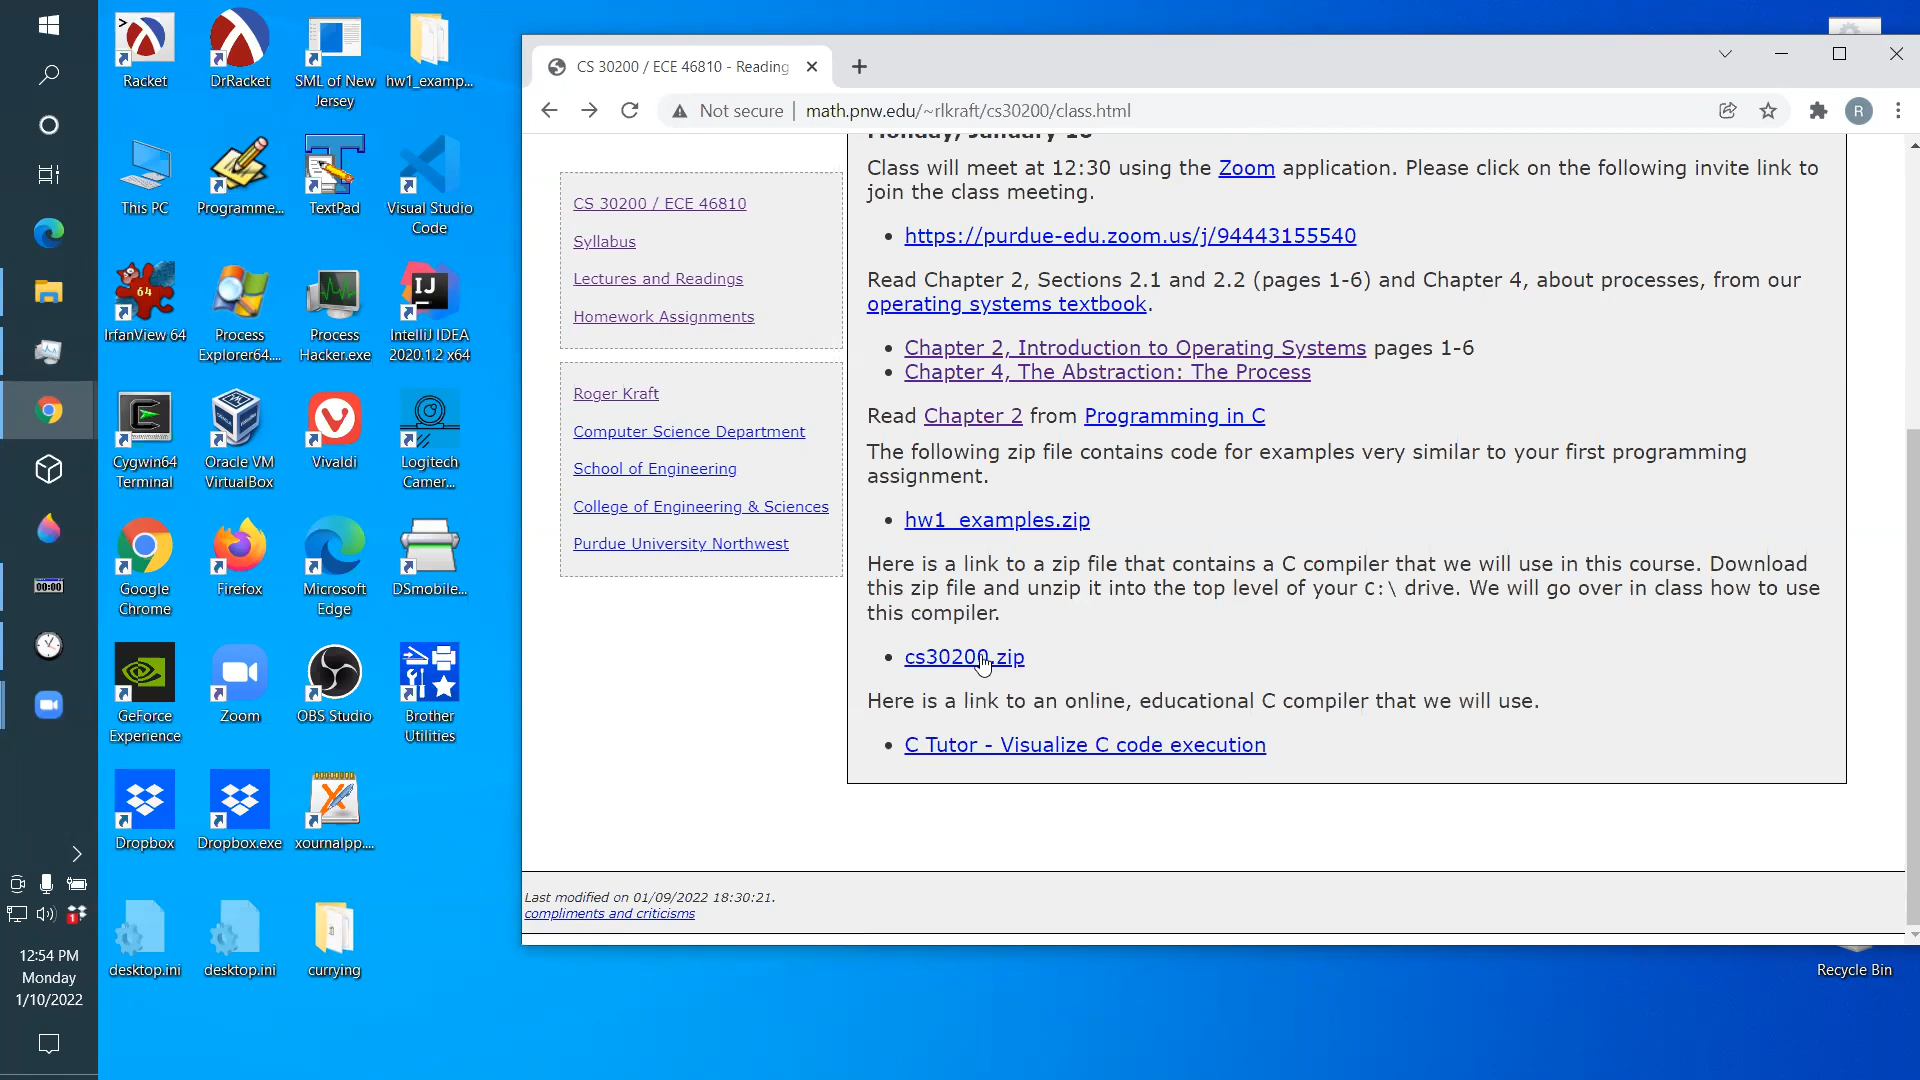 Racket
DrRacket
SML of New
Jersey
hw1_examp...
This PC
Programme...
TextPad
Visual Studio
Code
64
IrfanView 64
Process
Explorer64....
Process
Hacker.exe
IJ
IntelliJ IDEA
2020.1.2 x64
Cygwin64
Terminal
Oracle VM
VirtualBox
Vivaldi
Logitech
Camer...
Google
Chrome
Firefox
Microsoft
Edge
DSmobile...
GeForce
Experience
Zoom
OBS Studio
Brother
Utilities
Dropbox
Dropbox.exe
xournalpp....
desktop.ini
desktop.ini
currying
00:00
1
12:54 PM
Monday
1/10/2022
CS 30200 / ECE 46810 - Reading
Not secure | math.pnw.edu/~rlkraft/cs30200/class.html
R
CS 30200 / ECE 46810
Syllabus
Lectures and Readings
Homework Assignments
Roger Kraft
Computer Science Department
School of Engineering
College of Engineering & Sciences
Purdue University Northwest
Class will meet at 12:30 using the Zoom application. Please click on the following invite link to
join the class meeting.
• https://purdue-edu.zoom.us/j/94443155540
Read Chapter 2, Sections 2.1 and 2.2 (pages 1-6) and Chapter 4, about processes, from our
operating systems textbook.
• Chapter 2, Introduction to Operating Systems pages 1-6
• Chapter 4, The Abstraction: The Process
Read Chapter 2 from Programming in C
The following zip file contains code for examples very similar to your first programming
assignment.
• hw1_examples.zip
Here is a link to a zip file that contains a C compiler that we will use in this course. Download
this zip file and unzip it into the top level of your C:\ drive. We will go over in class how to use
this compiler.
• cs30200.zip
Here is a link to an online, educational C compiler that we will use.
• C Tutor - Visualize C code execution
Last modified on 01/09/2022 18:30:21.
compliments and criticisms
Recycle Bin